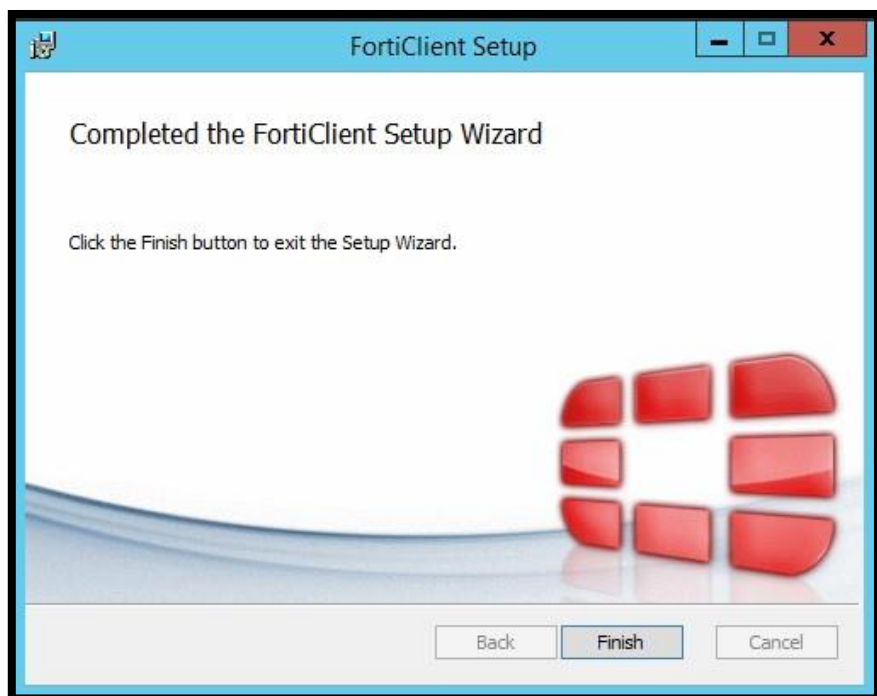 FortiClient Setup
Completed the FortiClient Setup Wizard
Click the Finish button to exit the Setup Wizard.
Back
Finish
Cancel